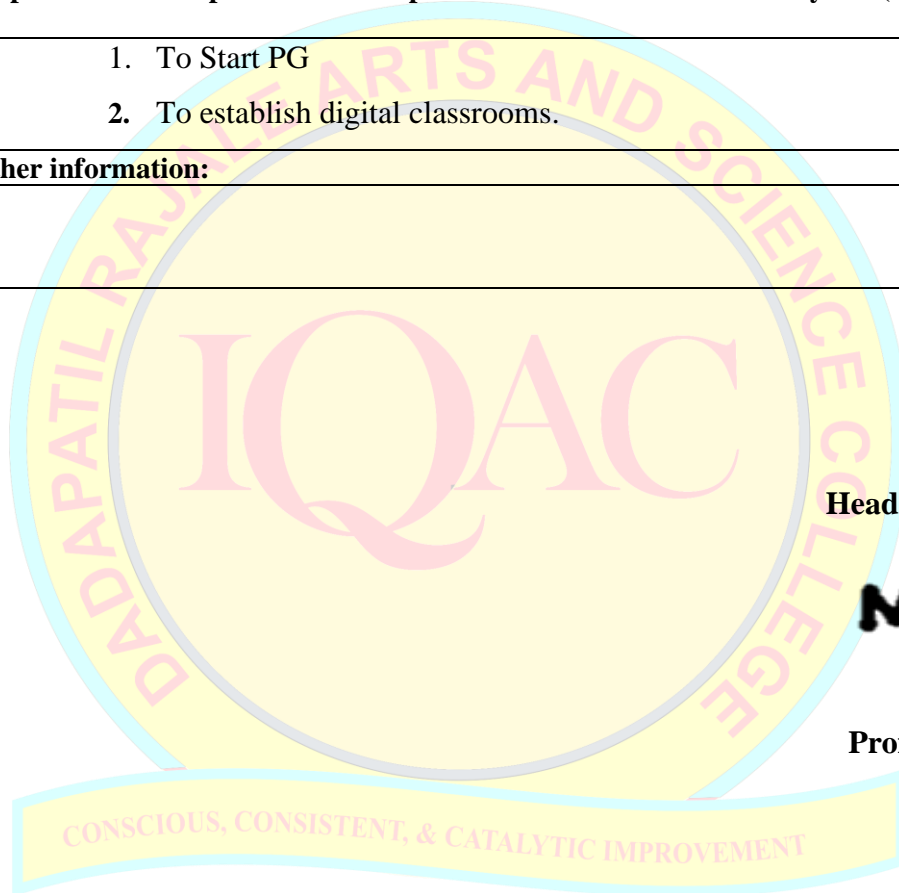 1. To Start PG
2. To establish digital classrooms.
her information:
DADAPATIL RAJALE ARTS AND SCIENCE COLLEGE
IQAC
Head
Prof
CONSCIOUS, CONSISTENT, & CATALYTIC IMPROVEMENT